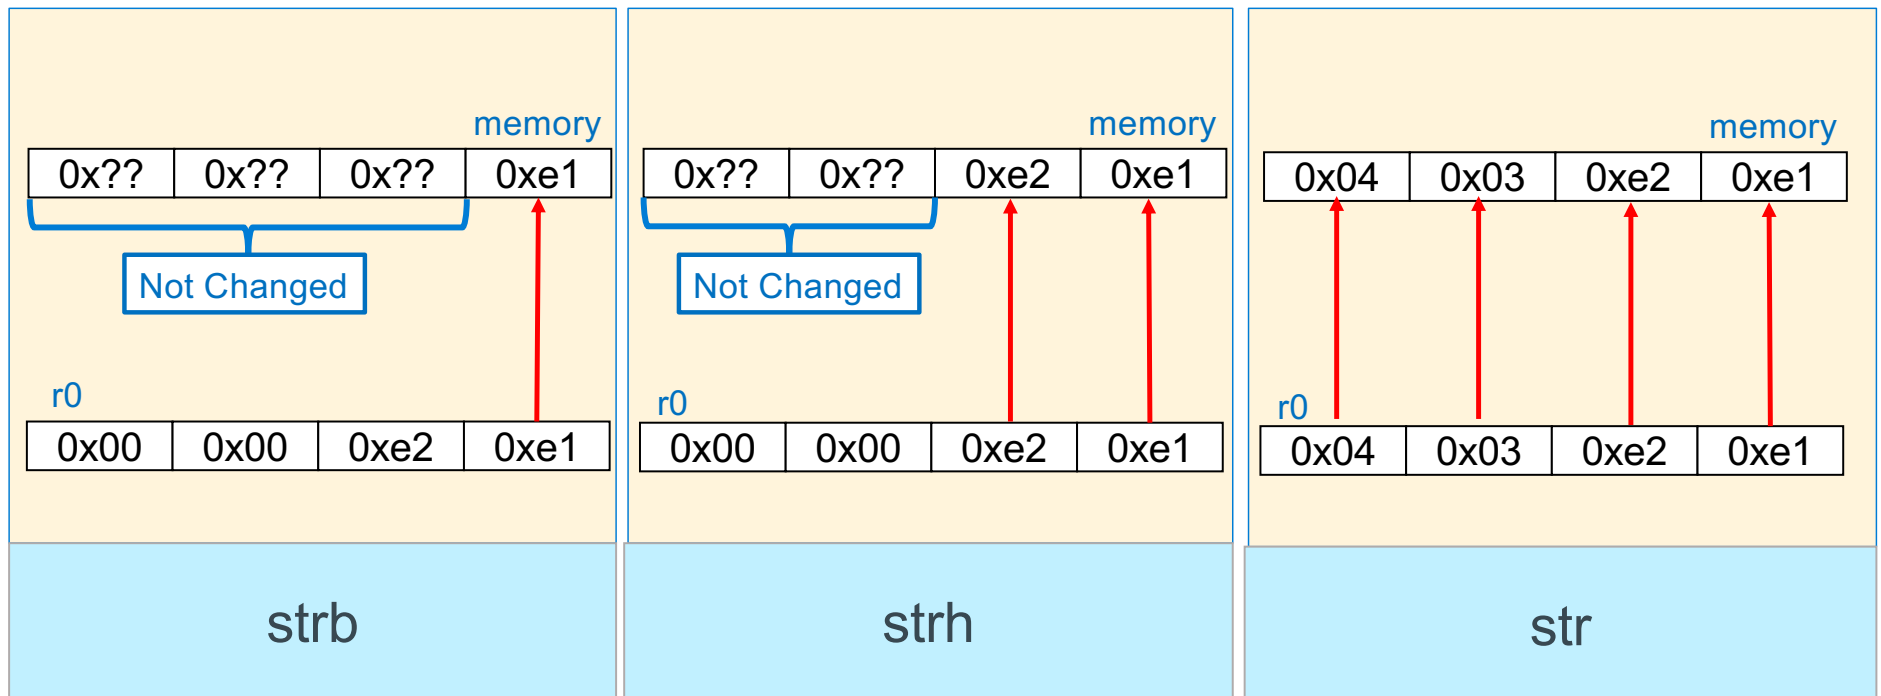 memory
0x?? 0x?? 0x?? 0xe1
Not Changed
r0
0x00 0x00 0xe2 0xe1
strb
memory
0x?? 0x?? 0xe2 0xe1
Not Changed
r0
0x00 0x00 0xe2 0xe1
strh
memory
0x04 0x03 0xe2 0xe1
r0
0x04 0x03 0xe2 0xe1
str